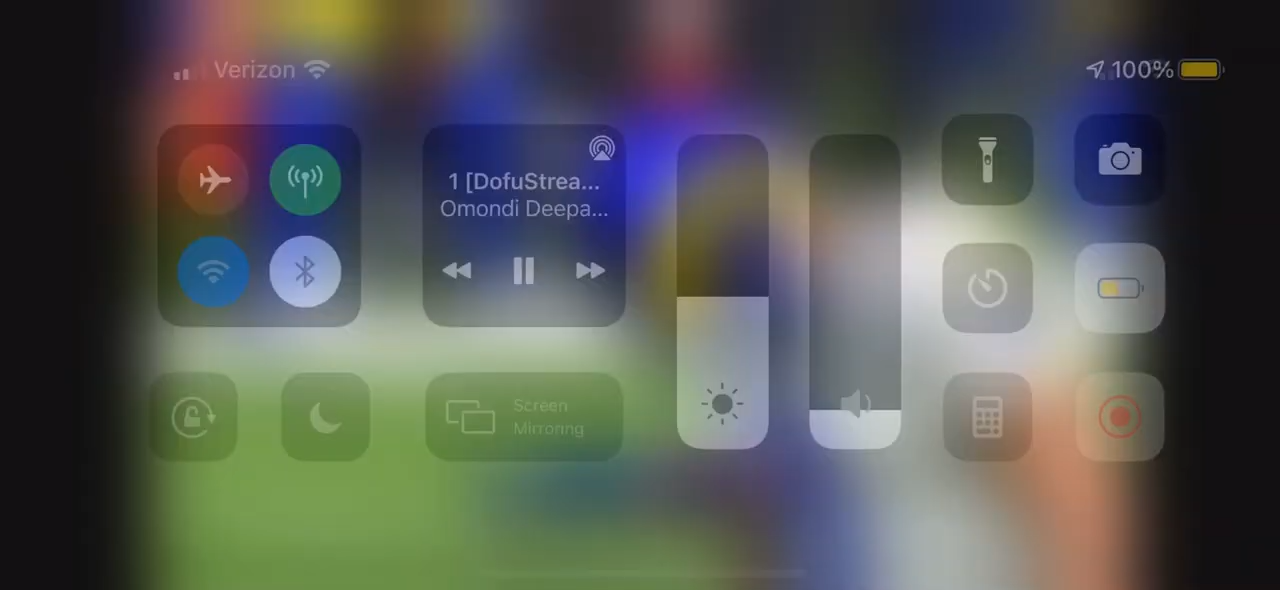 Verizon
100%
1 [DofuStrea...
Omondi Deepa...
Screen
Mirroring